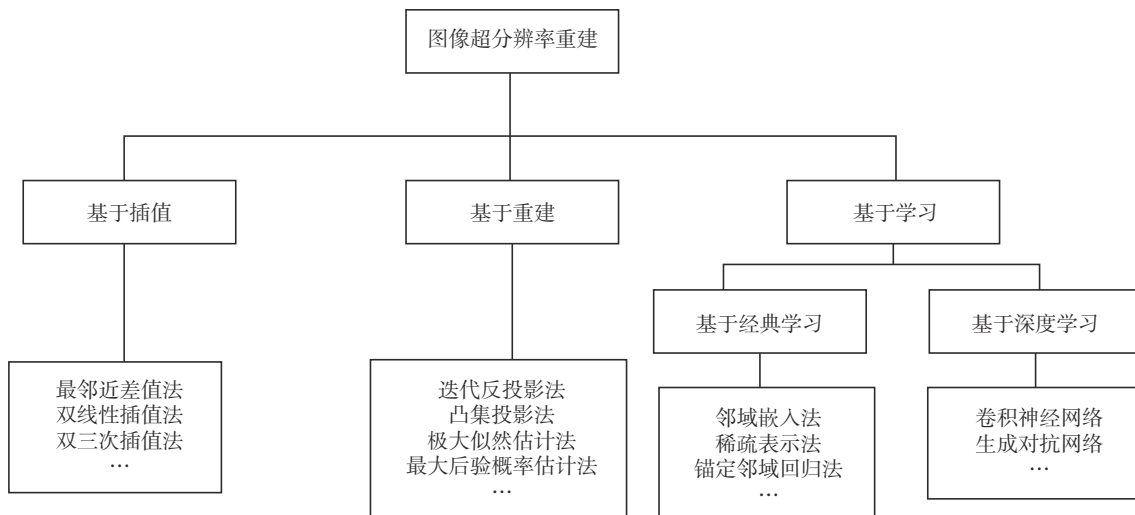 图像超分辨率重建
基于插值
基于重建
基于学习
基于经典学习
基于深度学习
最邻近差值法
双线性插值法
双三次插值法
…
迭代反投影法
凸集投影法
极大似然估计法
最大后验概率估计法
…
邻域嵌入法
稀疏表示法
锚定邻域回归法
…
卷积神经网络
生成对抗网络
…